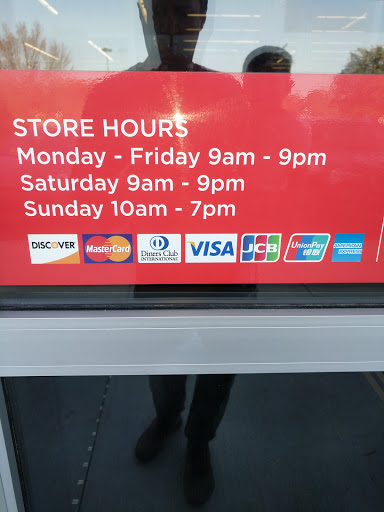 STORE HOURS
Monday - Friday 9am - 9pm
Saturday 9am - 9pm
Sunday 10am - 7pm
DISCOVER MasterCard Diners Club INTERNATIONAL VISA JCB UnionPay 银联 AMERICAN EXPRESS